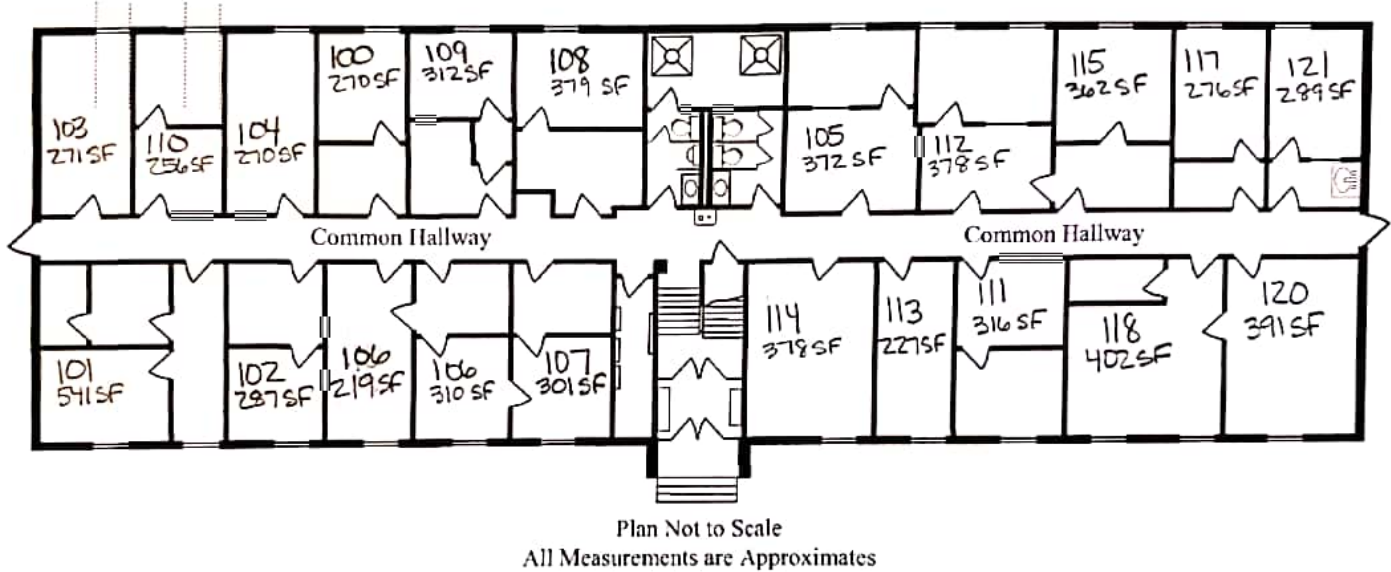 103
271 SF
110
256 SF
104
270 SF
100
270 SF
109
312 SF
108
379 SF
105
372 SF
112
378 SF
115
362 SF
117
276 SF
121
289 SF
Common Hallway
Common Hallway
101
541 SF
102
287 SF
106
219 SF
106
310 SF
107
301 SF
114
378 SF
113
227 SF
111
316 SF
118
402 SF
120
391 SF
Plan Not to Scale
All Measurements are Approximates